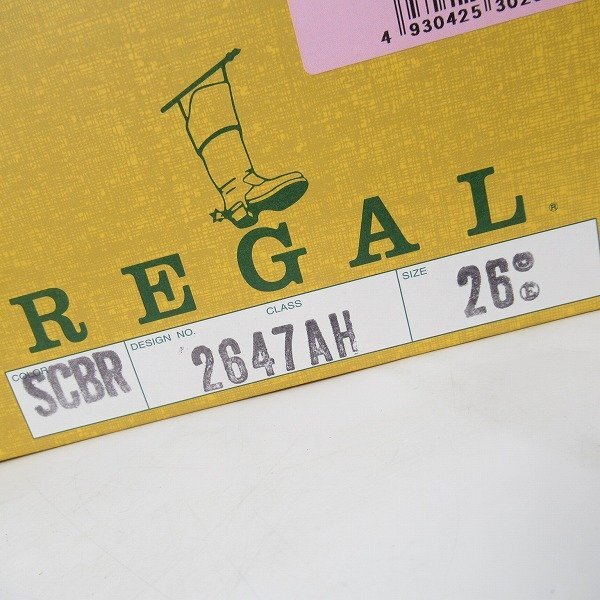 4 930425 302
REGAL®
COLOR DESIGN NO. CLASS SIZE
SCBR 2647AH 26 E